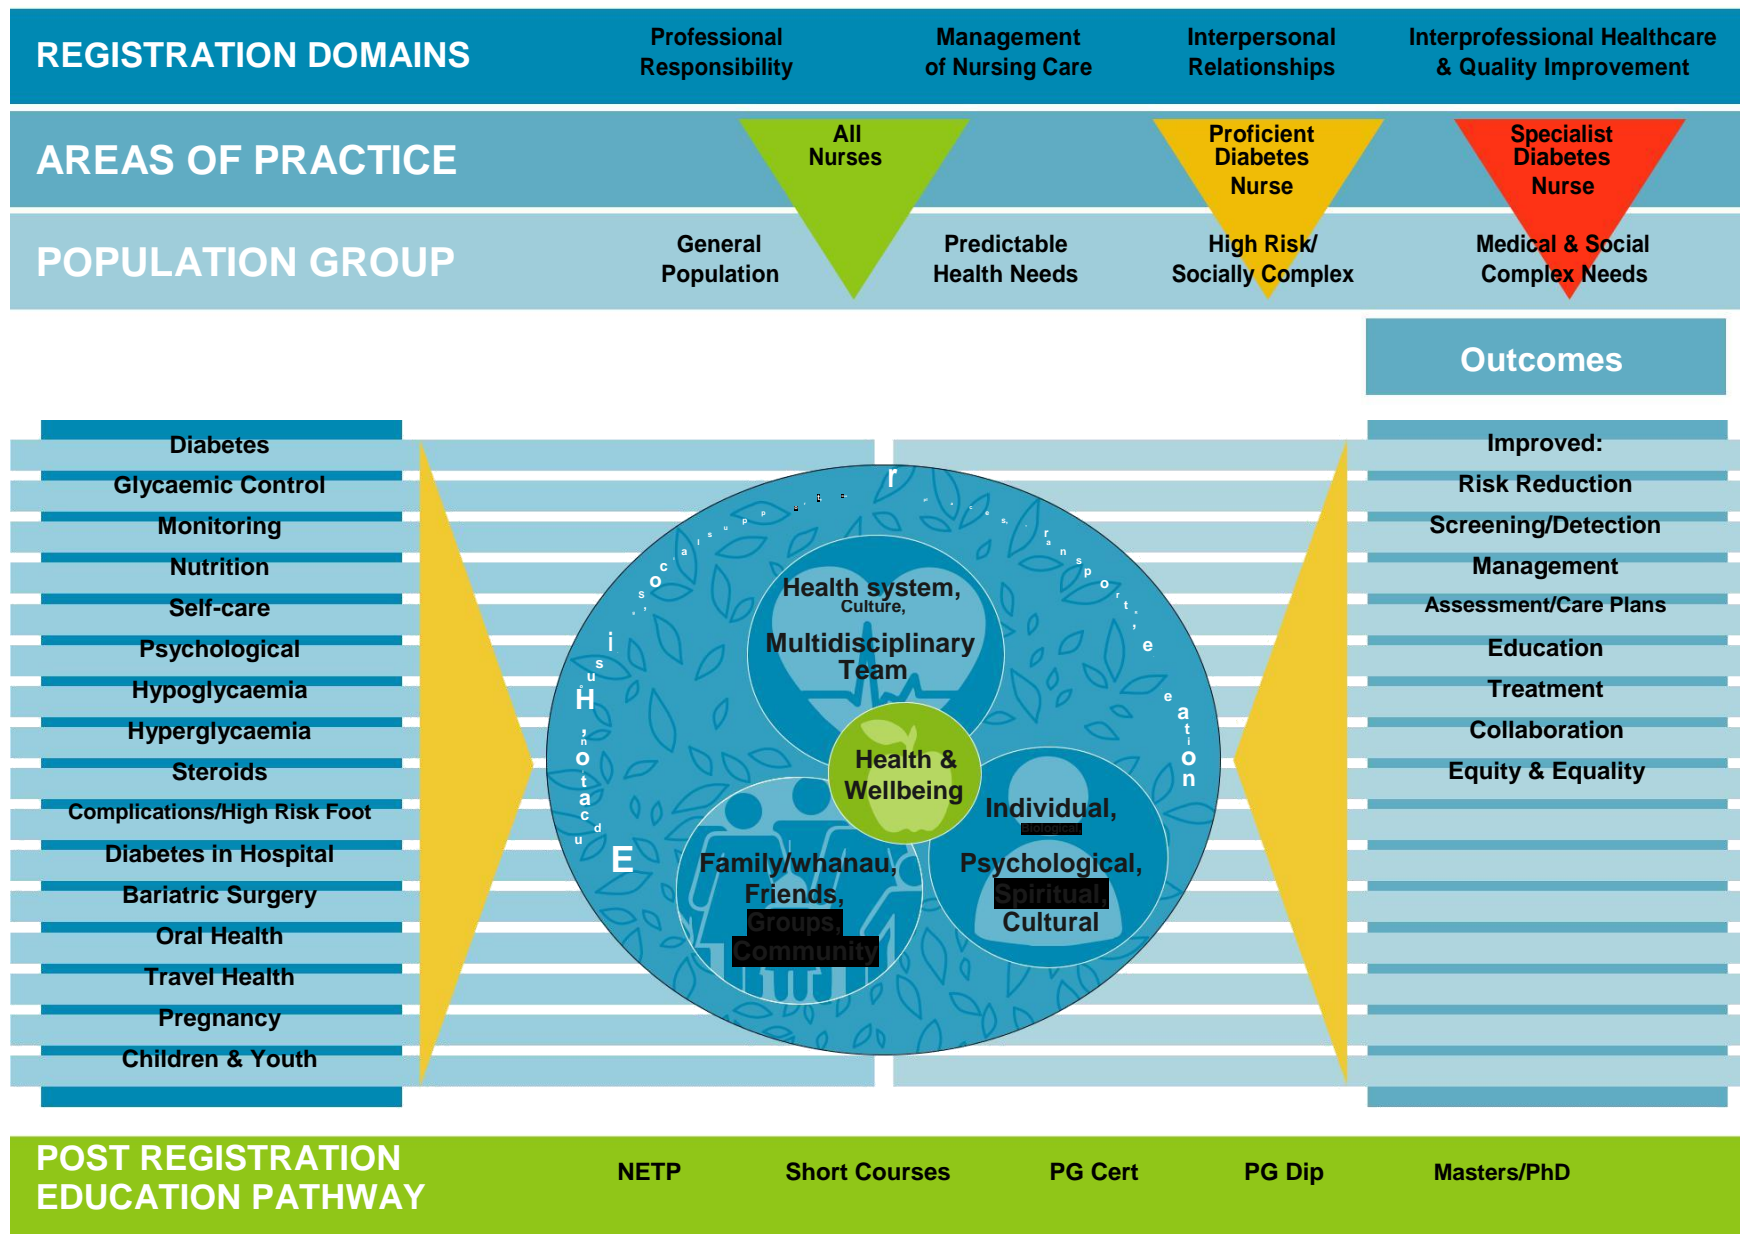 REGISTRATION DOMAINS
Professional
Responsibility
Management
of Nursing Care
Interpersonal
Relationships
Interprofessional Healthcare
& Quality Improvement
AREAS OF PRACTICE
All
Nurses
Proficient
Diabetes
Nurse
Specialist
Diabetes
Nurse
POPULATION GROUP
General
Population
Predictable
Health Needs
High Risk/
Socially Complex
Medical & Social
Complex Needs
Outcomes
Diabetes
Glycaemic Control
Monitoring
Nutrition
Self-care
Psychological
Hypoglycaemia
Hyperglycaemia
Steroids
Complications/High Risk Foot
Diabetes in Hospital
Bariatric Surgery
Oral Health
Travel Health
Pregnancy
Children & Youth
Health system,
Culture,
Multidisciplinary
Team
Health &
Wellbeing
Family/whanau,
Friends,
Groups,
Community
Individual,
Biological,
Psychological,
Spiritual,
Cultural
Improved:
Risk Reduction
Screening/Detection
Management
Assessment/Care Plans
Education
Treatment
Collaboration
Equity & Equality
POST REGISTRATION
EDUCATION PATHWAY
NETP
Short Courses
PG Cert
PG Dip
Masters/PhD